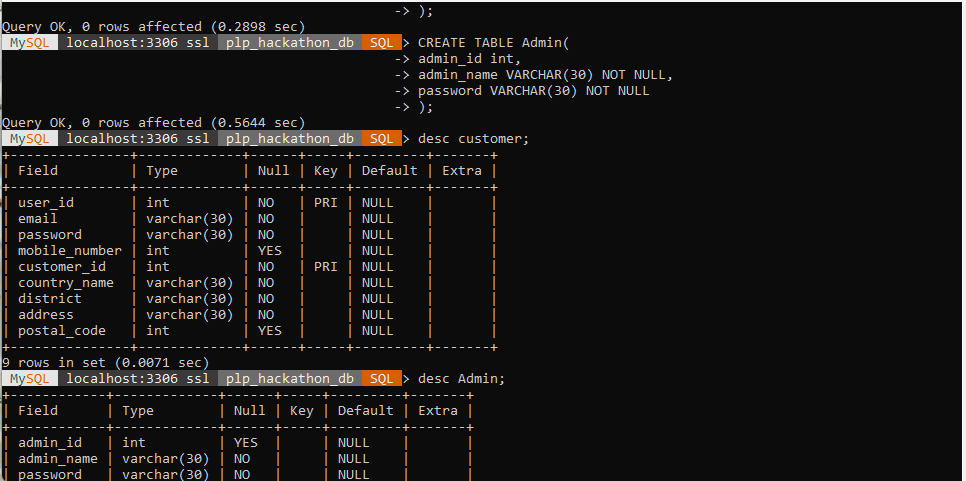 -> );
Query OK, 0 rows affected (0.2898 sec)
MySQL localhost:3306 ssl plp_hackathon_db SQL > CREATE TABLE Admin(
-> admin_id int,
-> admin_name VARCHAR(30) NOT NULL,
-> password VARCHAR(30) NOT NULL
-> );
Query OK, 0 rows affected (0.5644 sec)
MySQL localhost:3306 ssl plp_hackathon_db SQL > desc customer;
+---------------+-------------+------+-----+---------+-------+
| Field         | Type        | Null | Key | Default | Extra |
+---------------+-------------+------+-----+---------+-------+
| user_id       | int         | NO   | PRI | NULL    |       |
| email         | varchar(30) | NO   |     | NULL    |       |
| password      | varchar(30) | NO   |     | NULL    |       |
| mobile_number | int         | YES  |     | NULL    |       |
| customer_id   | int         | NO   | PRI | NULL    |       |
| country_name  | varchar(30) | NO   |     | NULL    |       |
| district      | varchar(30) | NO   |     | NULL    |       |
| address       | varchar(30) | NO   |     | NULL    |       |
| postal_code   | int         | YES  |     | NULL    |       |
+---------------+-------------+------+-----+---------+-------+
9 rows in set (0.0071 sec)
MySQL localhost:3306 ssl plp_hackathon_db SQL > desc Admin;
+------------+-------------+------+-----+---------+-------+
| Field      | Type        | Null | Key | Default | Extra |
+------------+-------------+------+-----+---------+-------+
| admin_id   | int         | YES  |     | NULL    |       |
| admin_name | varchar(30) | NO   |     | NULL    |       |
| password   | varchar(30) | NO   |     | NULL    |       |